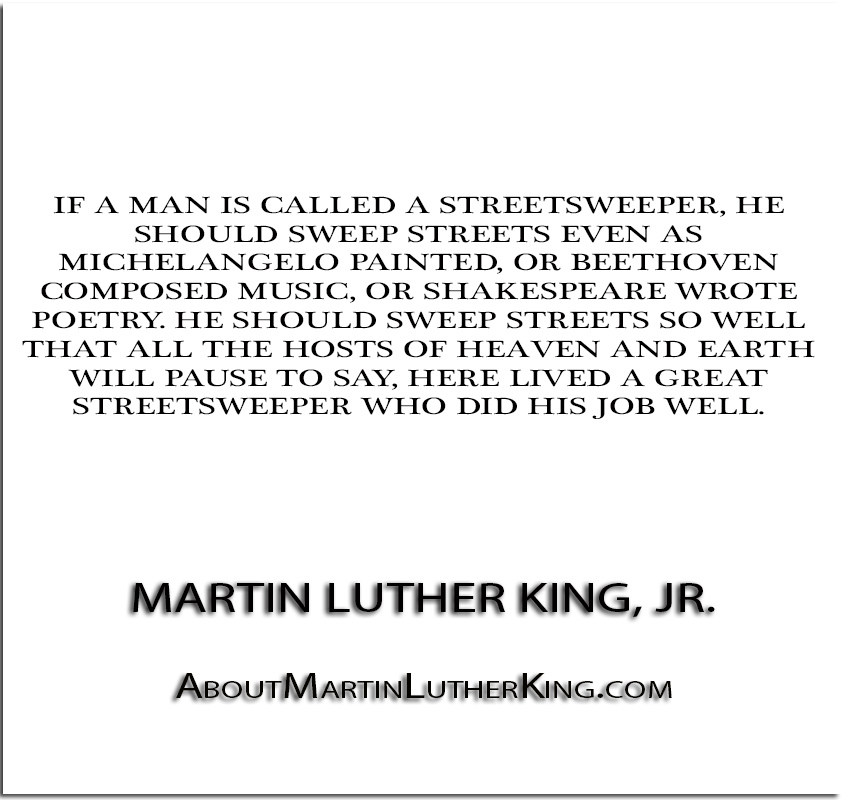 IF A MAN IS CALLED A STREETSWEEPER, HE
SHOULD SWEEP STREETS EVEN AS
MICHELANGELO PAINTED, OR BEETHOVEN
COMPOSED MUSIC, OR SHAKESPEARE WROTE
POETRY. HE SHOULD SWEEP STREETS SO WELL
THAT ALL THE HOSTS OF HEAVEN AND EARTH
WILL PAUSE TO SAY, HERE LIVED A GREAT
STREETSWEEPER WHO DID HIS JOB WELL.
MARTIN LUTHER KING, JR.
ABOUTMARTINLUTHERKING.COM